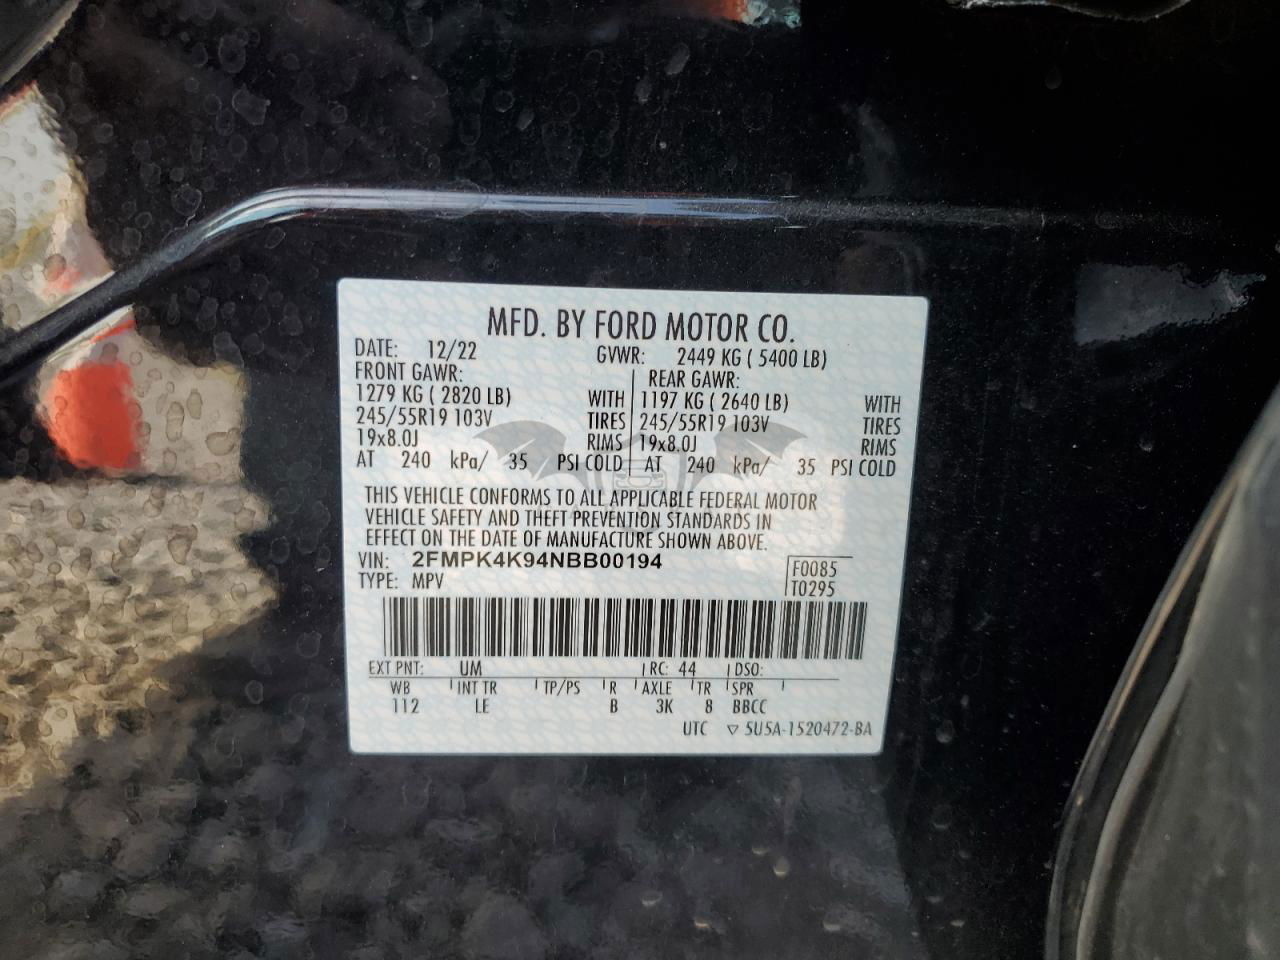 MFD. BY FORD MOTOR CO.
DATE: 12/22 GVWR: 2449 KG ( 5400 LB)
FRONT GAWR: REAR GAWR:
1279 KG ( 2820 LB) WITH 1197 KG ( 2640 LB) WITH
245/55R19 103V TIRES 245/55R19 103V TIRES
19x8.0J RIMS 19x8.0J RIMS
AT 240 kPa/ 35 PSI COLD AT 240 kPa/ 35 PSI COLD
THIS VEHICLE CONFORMS TO ALL APPLICABLE FEDERAL MOTOR
VEHICLE SAFETY AND THEFT PREVENTION STANDARDS IN
EFFECT ON THE DATE OF MANUFACTURE SHOWN ABOVE.
VIN: 2FMPK4K94NBB00194 F0085
TYPE: MPV T0295
EXT PNT: UM RC: 44 DSO:
WB INT TR TP/PS R AXLE TR SPR
112 LE B 3K 8 BBCC
UTC ▽ 5U5A-1520472-BA